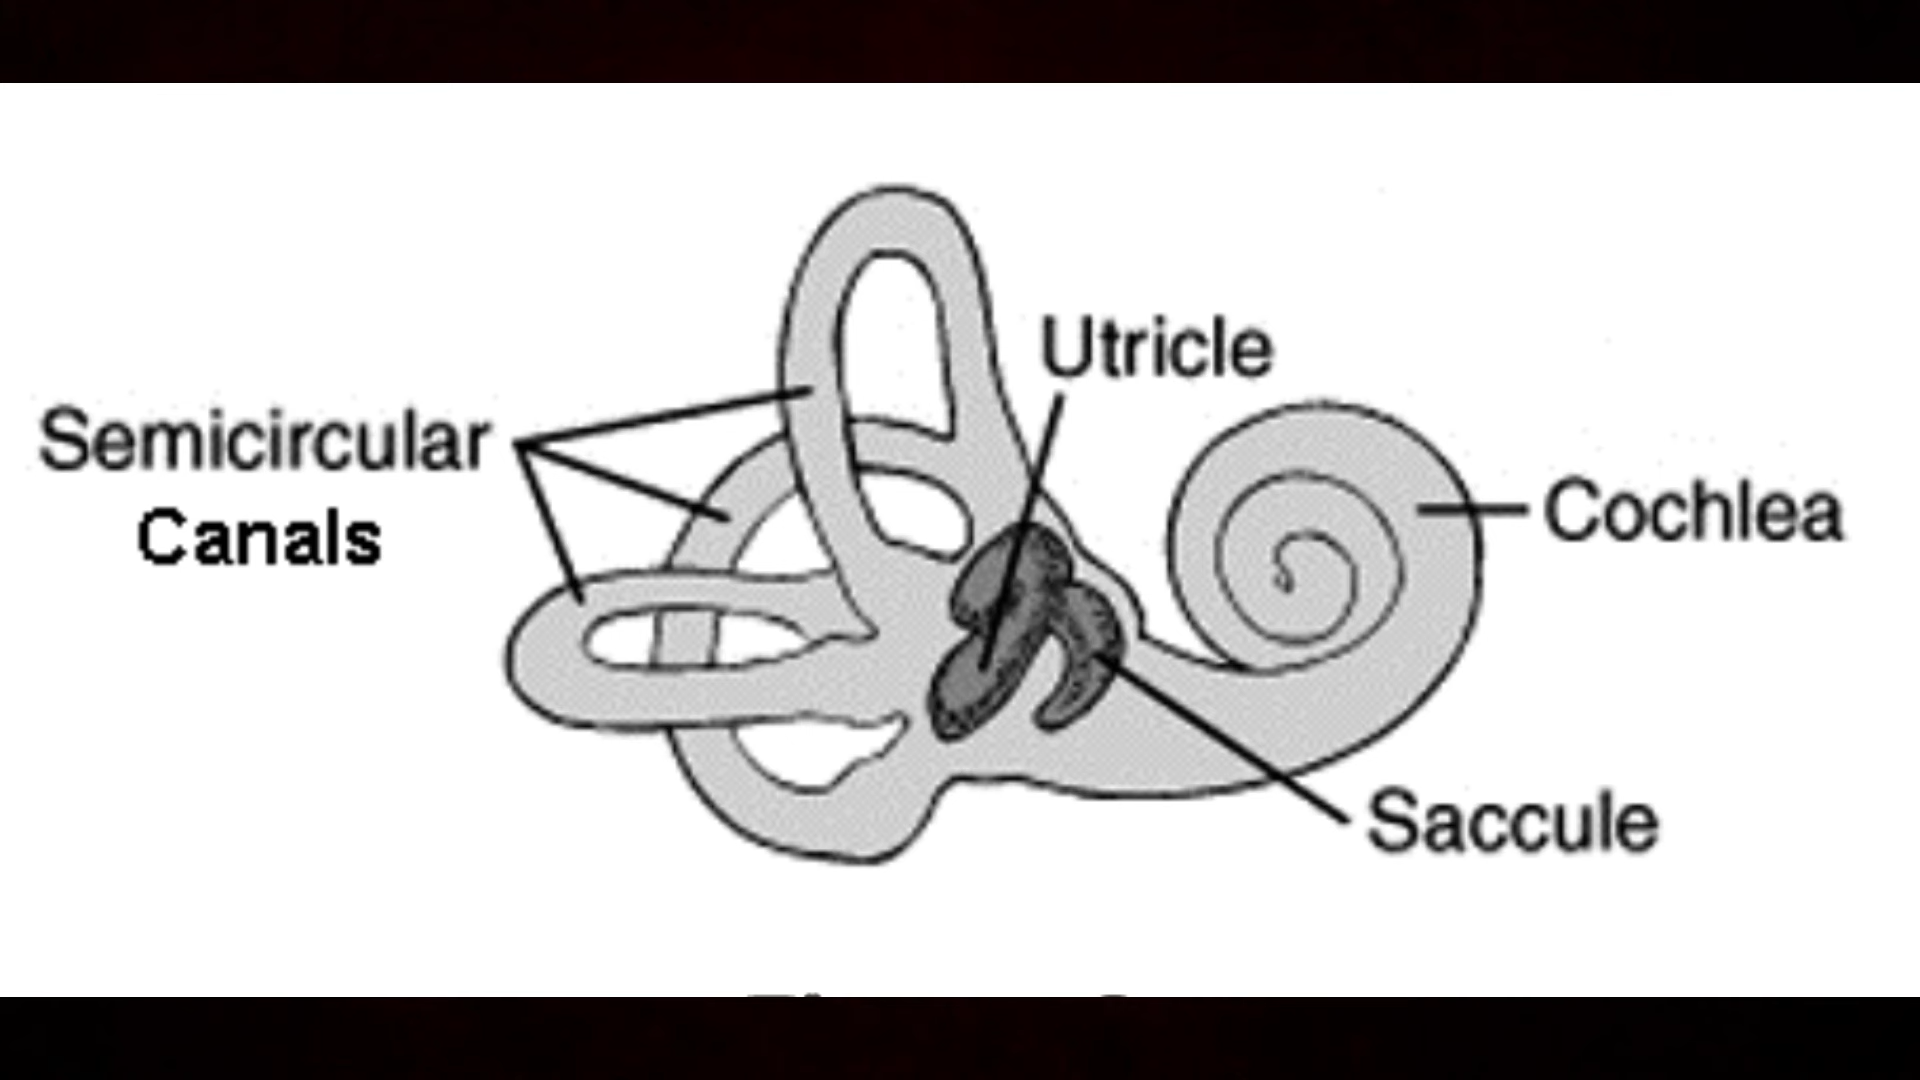 Utricle
Semicircular
Canals
Cochlea
Saccule